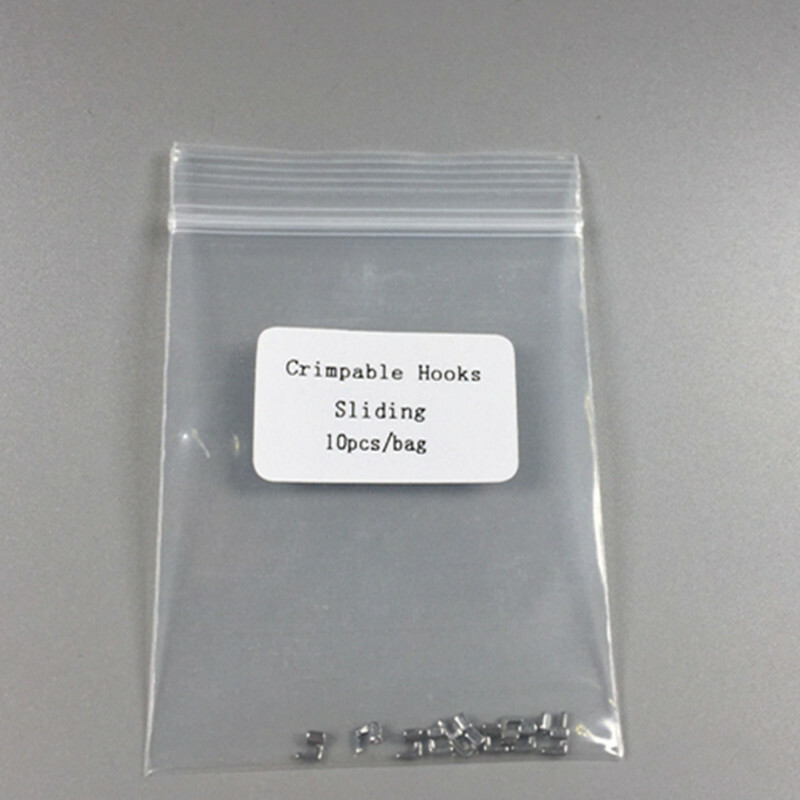 Crimpable Hooks
Sliding
10pcs/bag